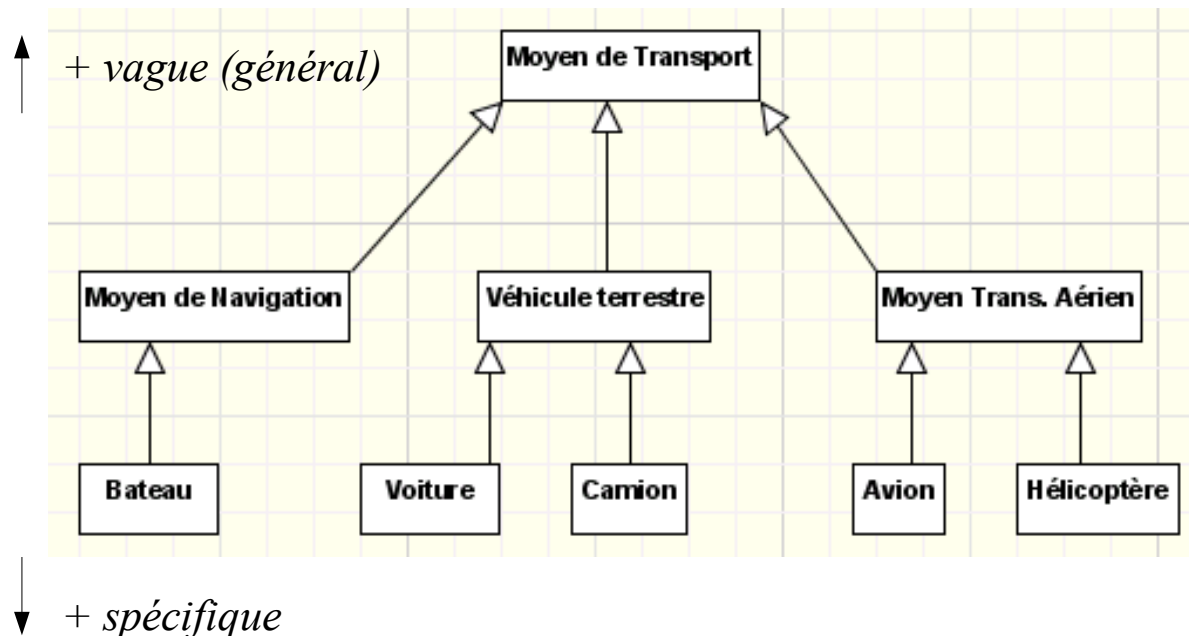 + vague (général)
Moyen de Transport
Moyen de Navigation
Véhicule terrestre
Moyen Trans. Aérien
Bateau
Voiture
Camion
Avion
Hélicoptère
+ spécifique